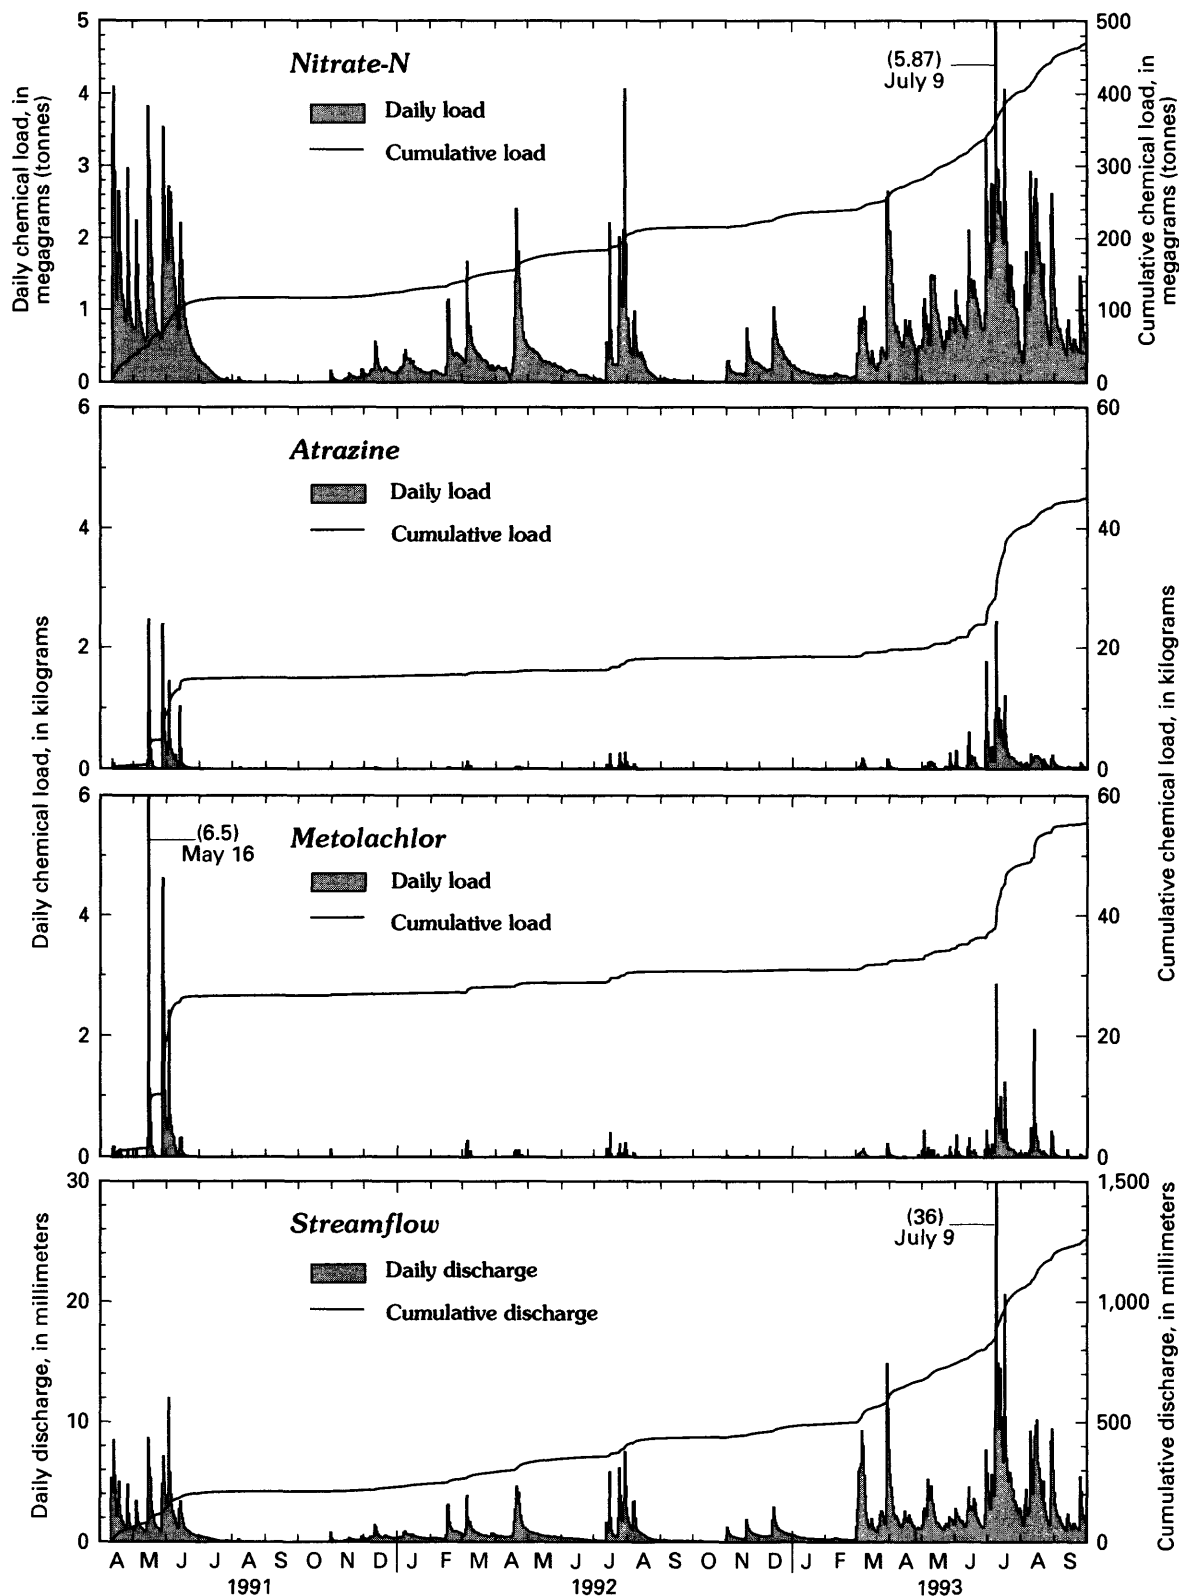 Nitrate-N
Daily load
Cumulative load
(5.87)
July 9
Daily chemical load, in
megagrams (tonnes)
5
4
3
2
1
0
500
400
300
200
100
0
Cumulative chemical load, in
megagrams (tonnes)
Atrazine
Daily load
Cumulative load
6
4
2
0
60
40
20
0
Daily chemical load, in kilograms
Cumulative chemical load, in kilograms
Metolachlor
Daily load
Cumulative load
(6.5)
May 16
6
4
2
0
60
40
20
0
Streamflow
Daily discharge
Cumulative discharge
(36)
July 9
Daily discharge, in millimeters
30
20
10
0
1,500
1,000
500
0
Cumulative discharge, in millimeters
A M J J A S O N D J F M A M J J A S O N D J F M A M J J A S
1991 1992 1993